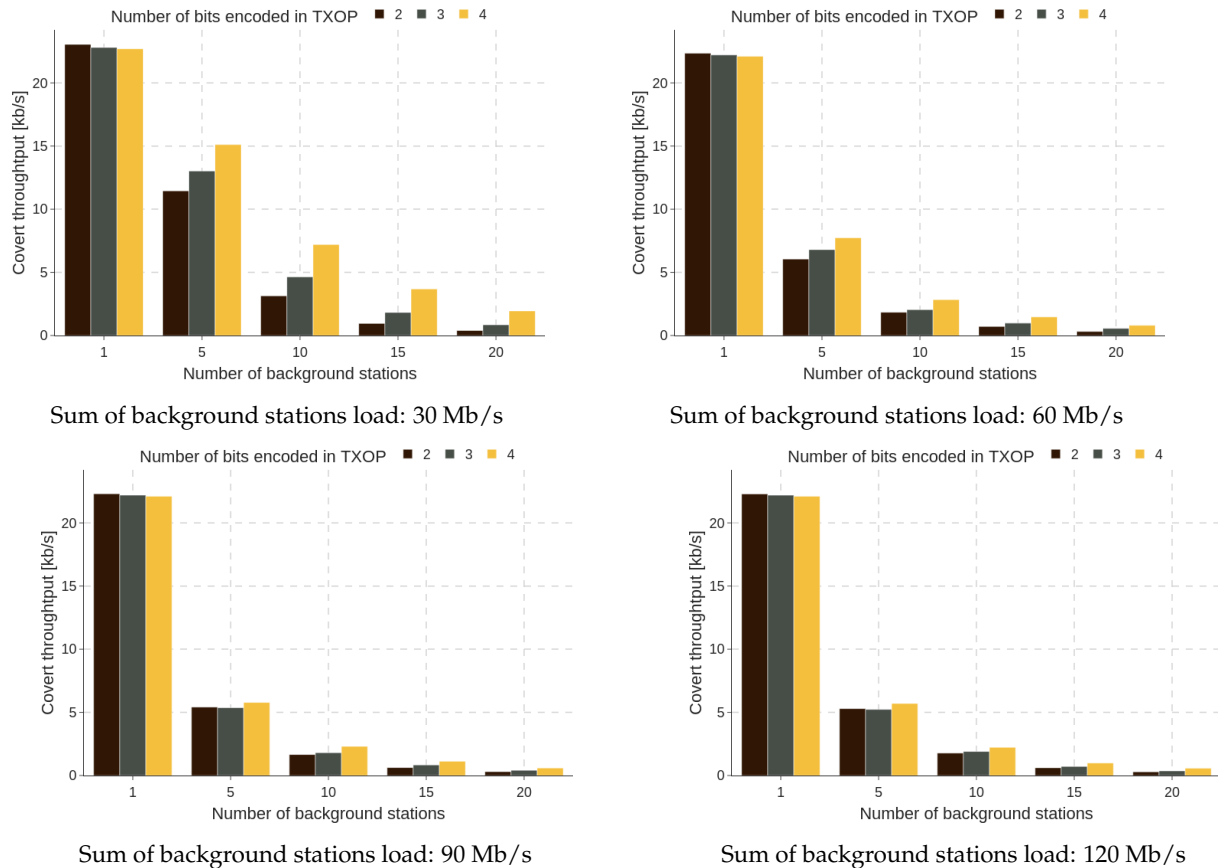 Number of bits encoded in TXOP 2 3 4
Covert throughtput [kb/s]
20
15
10
5
0
1 5 10 15 20
Number of background stations
Sum of background stations load: 30 Mb/s
Number of bits encoded in TXOP 2 3 4
Covert throughtput [kb/s]
20
15
10
5
0
1 5 10 15 20
Number of background stations
Sum of background stations load: 60 Mb/s
Number of bits encoded in TXOP 2 3 4
Covert throughtput [kb/s]
20
15
10
5
0
1 5 10 15 20
Number of background stations
Sum of background stations load: 90 Mb/s
Number of bits encoded in TXOP 2 3 4
Covert throughtput [kb/s]
20
15
10
5
0
1 5 10 15 20
Number of background stations
Sum of background stations load: 120 Mb/s